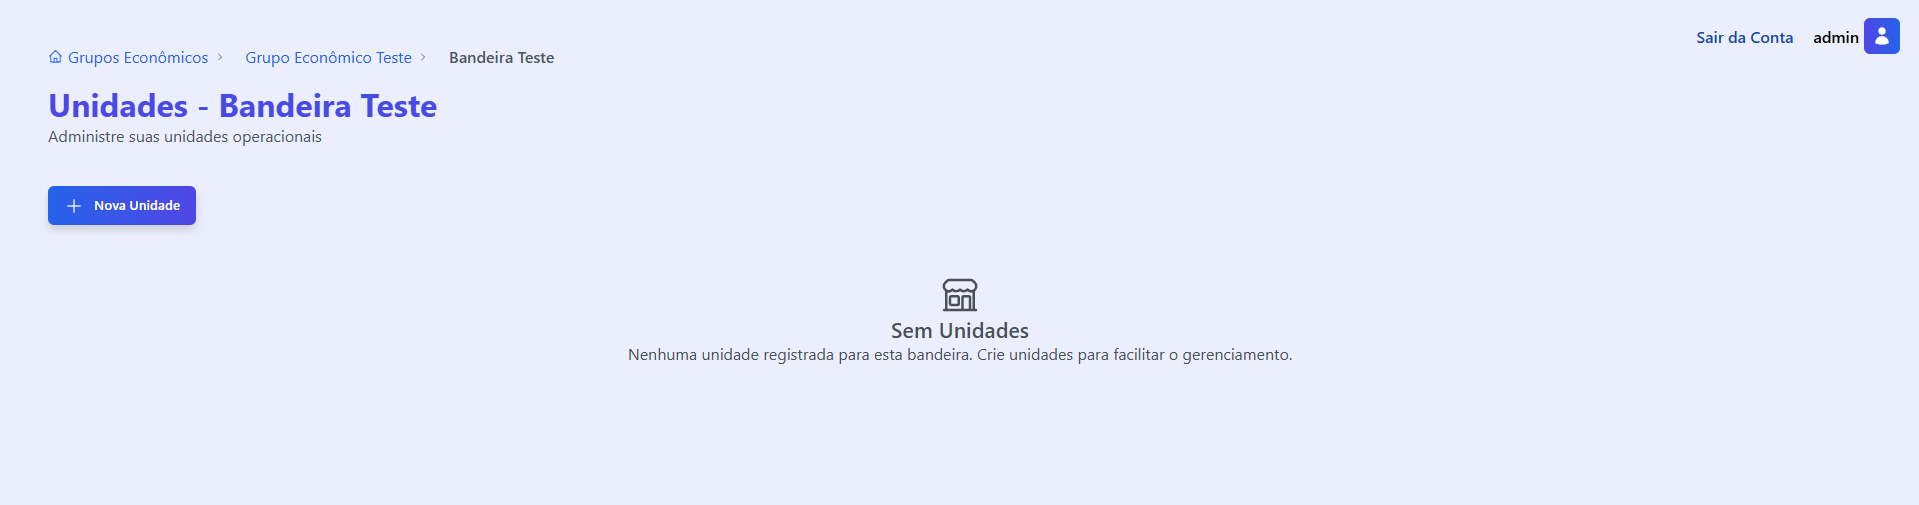 Sair da Conta admin
Grupos Econômicos > Grupo Econômico Teste > Bandeira Teste
Unidades - Bandeira Teste
Administre suas unidades operacionais
+ Nova Unidade
Sem Unidades
Nenhuma unidade registrada para esta bandeira. Crie unidades para facilitar o gerenciamento.